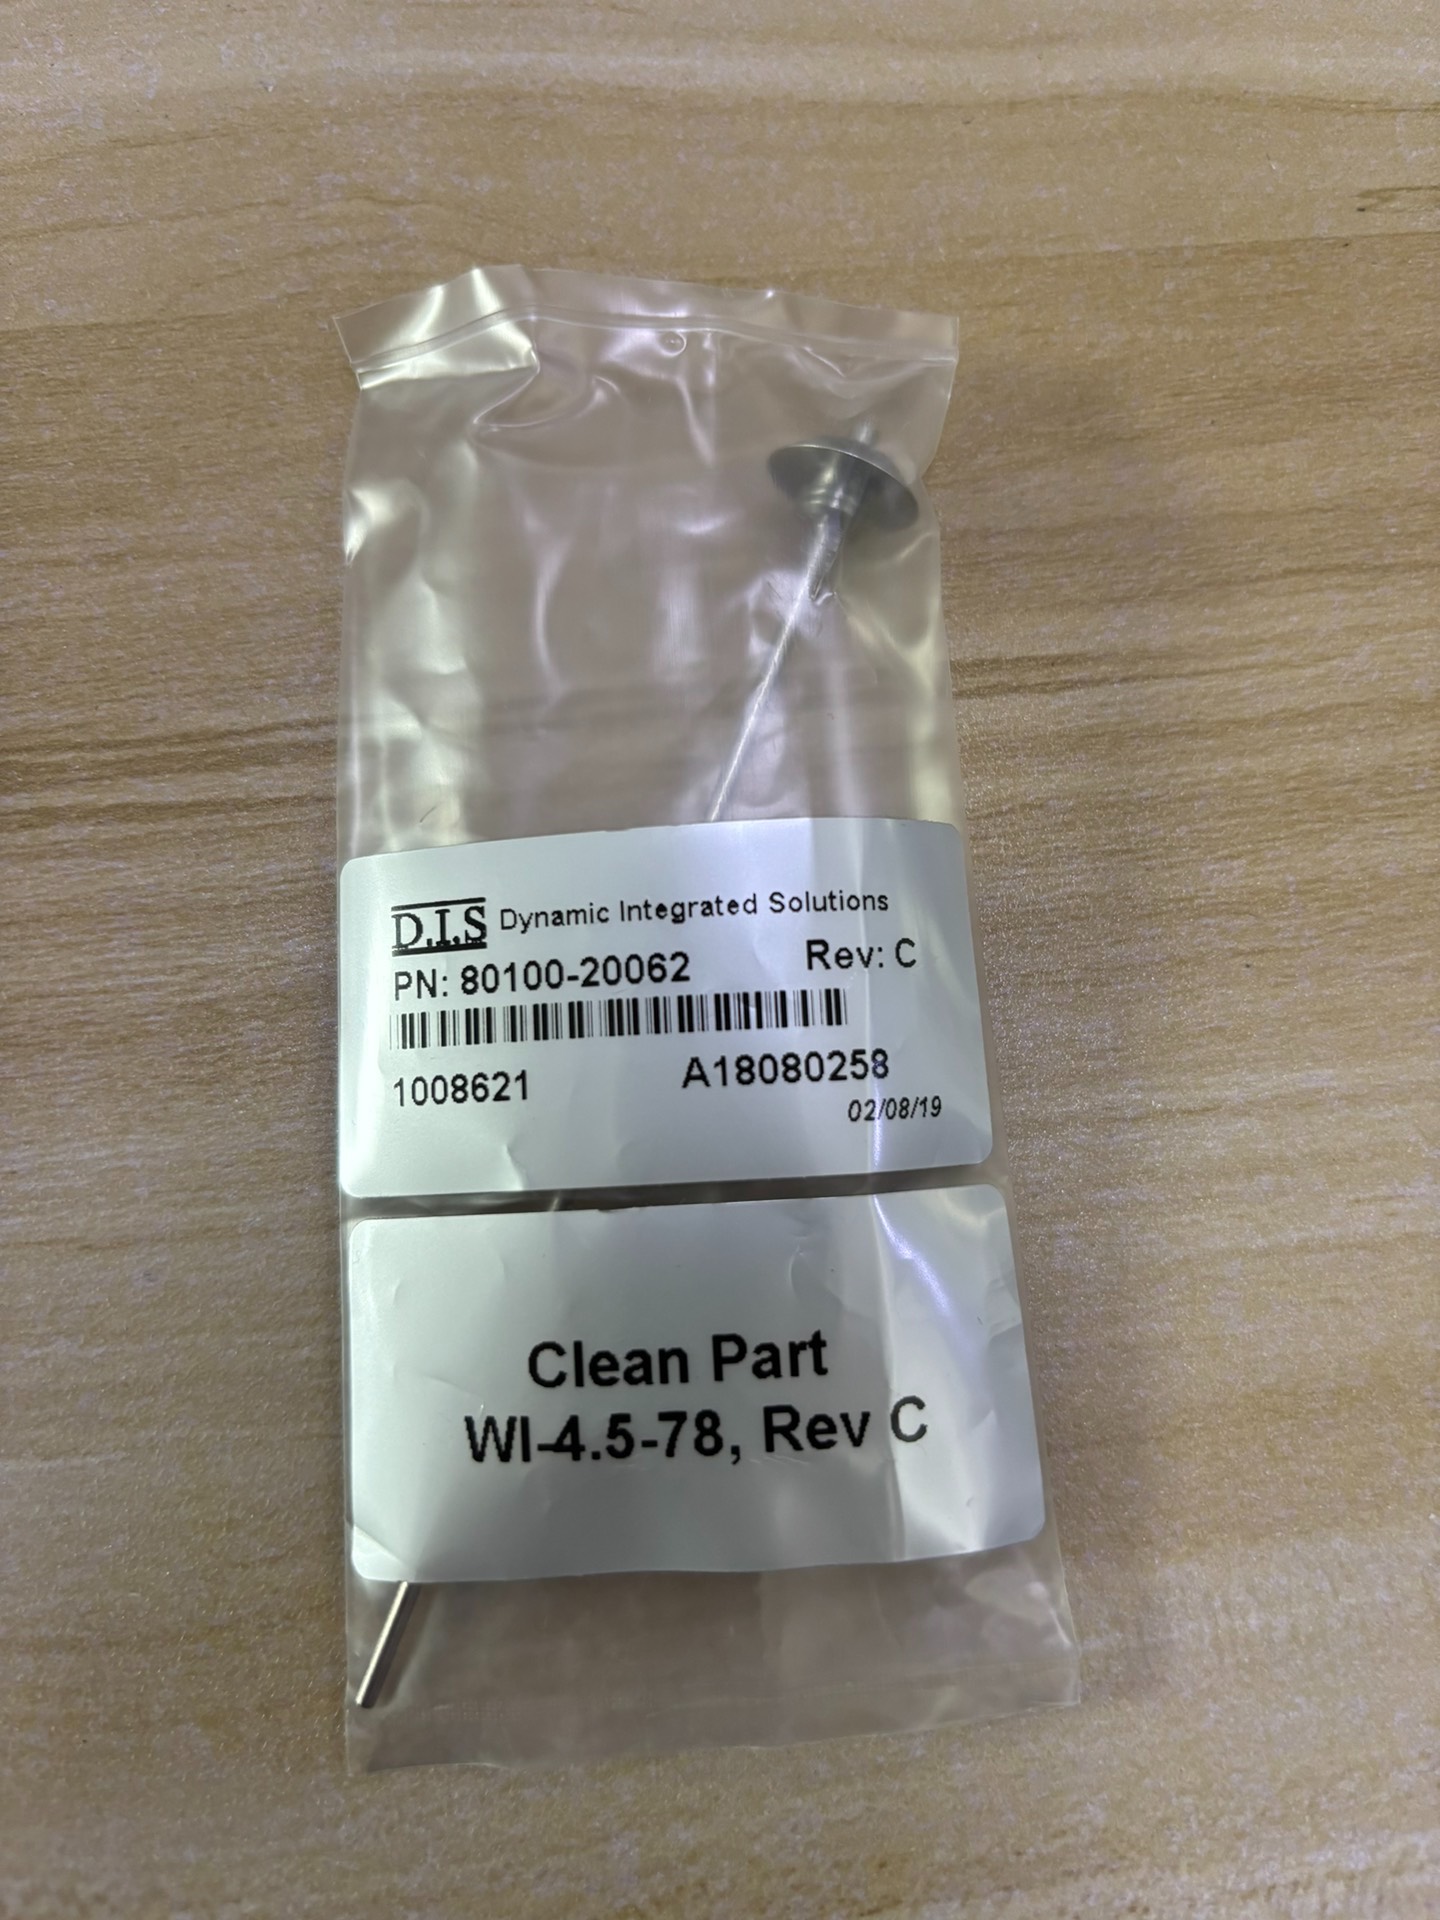 D.I.S Dynamic Integrated Solutions
PN: 80100-20062 Rev: C
1008621 A18080258
02/08/19
Clean Part
WI-4.5-78, Rev C